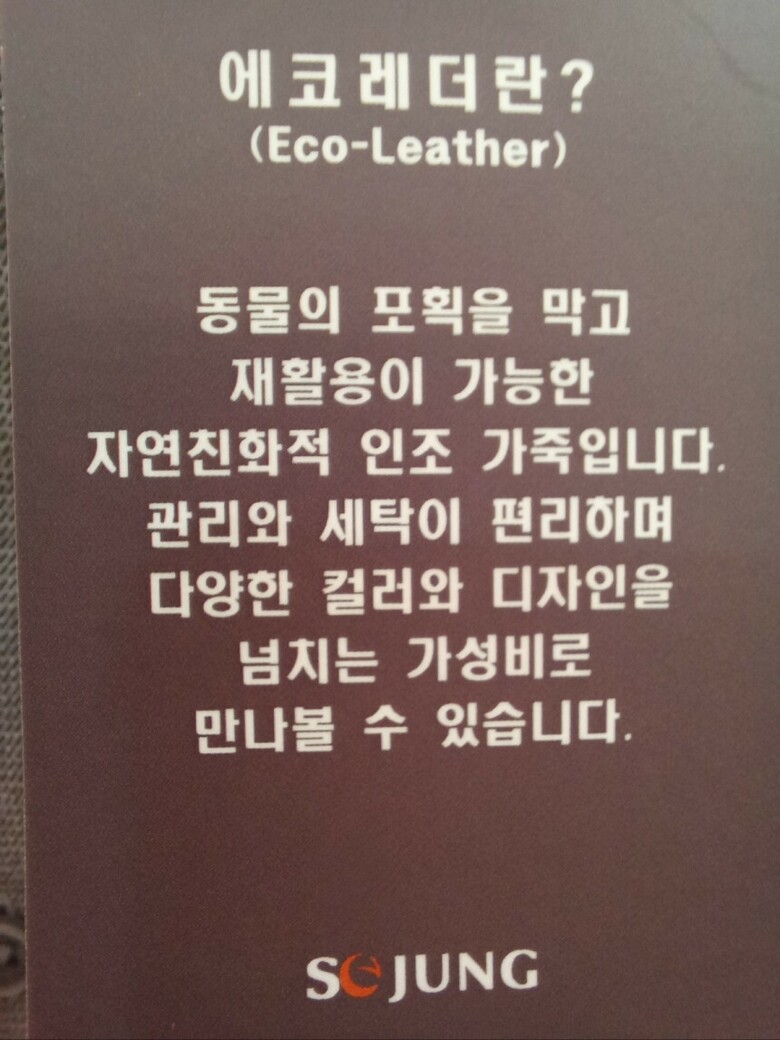 에코레더란?
(Eco-Leather)
동물의 포획을 막고
재활용이 가능한
자연친화적 인조 가죽입니다.
관리와 세탁이 편리하며
다양한 컬러와 디자인을
넘치는 가성비로
만나볼 수 있습니다.
SeJUNG